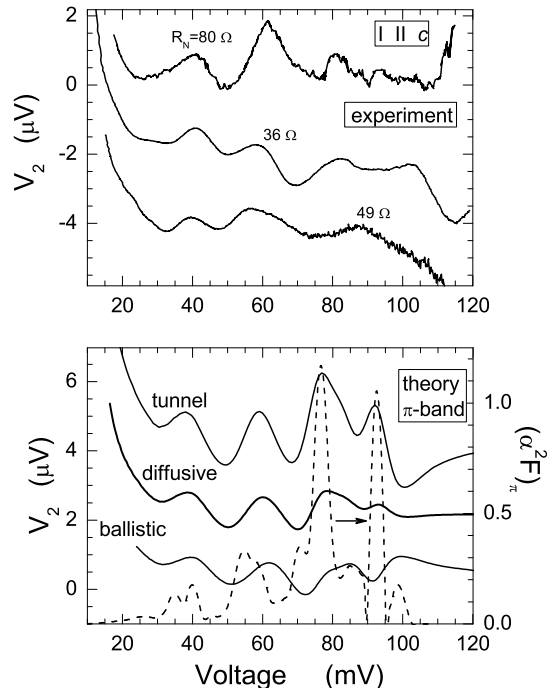 2
0
-2
-4
V₂ (μV)
R_N=80 Ω
I II c
experiment
36 Ω
49 Ω
20 40 60 80 100 120
6
4
2
0
V₂ (μV)
tunnel
diffusive
ballistic
theory
π-band
1.0
0.5
0.0
(α²F)_π
20 40 60 80 100 120
Voltage (mV)